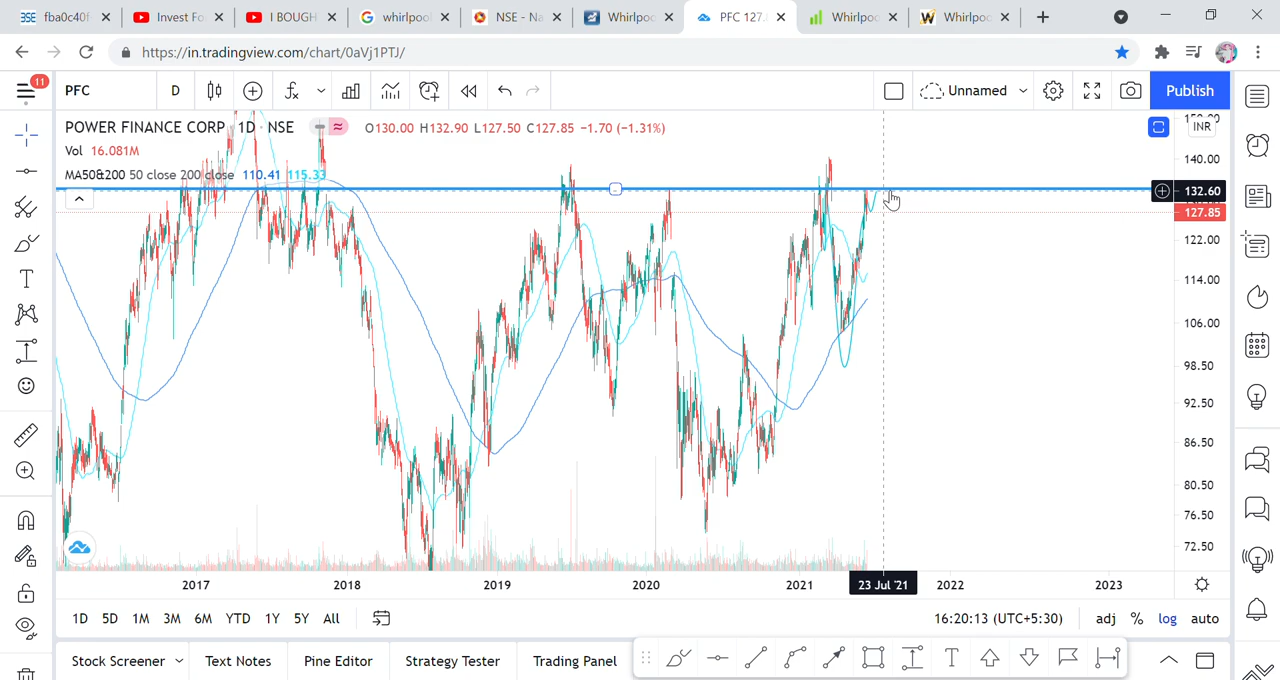 fba0c40f
Invest Fo
I BOUGH
whirlpool
NSE - Na
Whirlpoo
PFC 127.
Whirlpoo
Whirlpoo
https://in.tradingview.com/chart/0aVj1PTJ/
11
PFC
D
Unnamed
Publish
POWER FINANCE CORP 1D NSE
O130.00 H132.90 L127.50 C127.85 −1.70 (−1.31%)
INR
Vol 16.081M
MA50&200 50 close 200 close 110.41 115.33
140.00
132.60
127.85
122.00
114.00
106.00
98.50
92.50
86.50
80.50
76.50
72.50
2017
2018
2019
2020
2021
23 Jul '21
2022
2023
1D 5D 1M 3M 6M YTD 1Y 5Y All
16:20:13 (UTC+5:30)
adj % log auto
Stock Screener
Text Notes
Pine Editor
Strategy Tester
Trading Panel